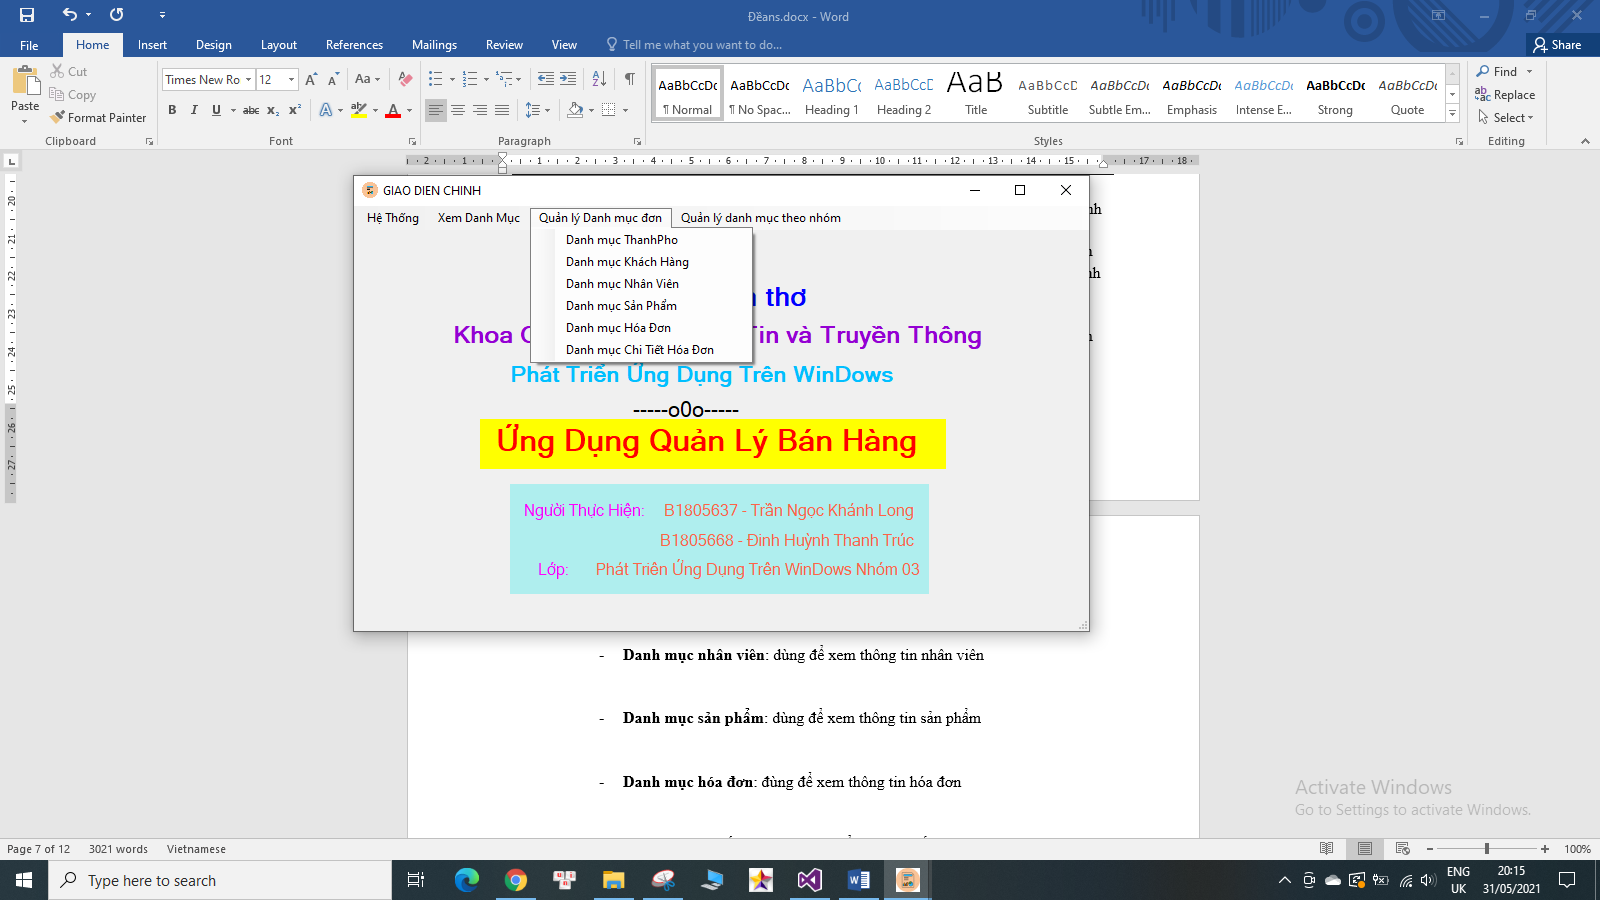 Đềans.docx - Word
File Home Insert Design Layout References Mailings Review View Tell me what you want to do... Share
Paste
Cut
Copy
Format Painter
Clipboard
Times New Ro 12
Font
Paragraph
AaBbCcDc AaBbCcDc AaBbCc AaBbCcD AaB AaBbCcD AaBbCcDc AaBbCcDc AaBbCcDc AaBbCcDc AaBbCcDc
¶ Normal ¶ No Spac... Heading 1 Heading 2 Title Subtitle Subtle Em... Emphasis Intense E... Strong Quote
Styles
Find
Replace
Select
Editing
GIAO DIEN CHINH
Hệ Thống Xem Danh Mục Quản lý Danh mục đơn Quản lý danh mục theo nhóm
Danh mục ThanhPho
Danh mục Khách Hàng
Danh mục Nhân Viên
Danh mục Sản Phẩm
Danh mục Hóa Đơn
Danh mục Chi Tiết Hóa Đơn
thơ
Khoa Tin và Truyền Thông
Phát Triển Ứng Dụng Trên WinDows
-----o0o-----
Ứng Dụng Quản Lý Bán Hàng
Người Thực Hiện: B1805637 - Trần Ngọc Khánh Long
B1805668 - Đinh Huỳnh Thanh Trúc
Lớp: Phát Triên Ứng Dụng Trên WinDows Nhóm 03
- Danh mục nhân viên: dùng để xem thông tin nhân viên
- Danh mục sản phẩm: dùng để xem thông tin sản phẩm
- Danh mục hóa đơn: đùng để xem thông tin hóa đơn
Activate Windows
Go to Settings to activate Windows.
Page 7 of 12 3021 words Vietnamese 100%
Type here to search
ENG
UK
20:15
31/05/2021